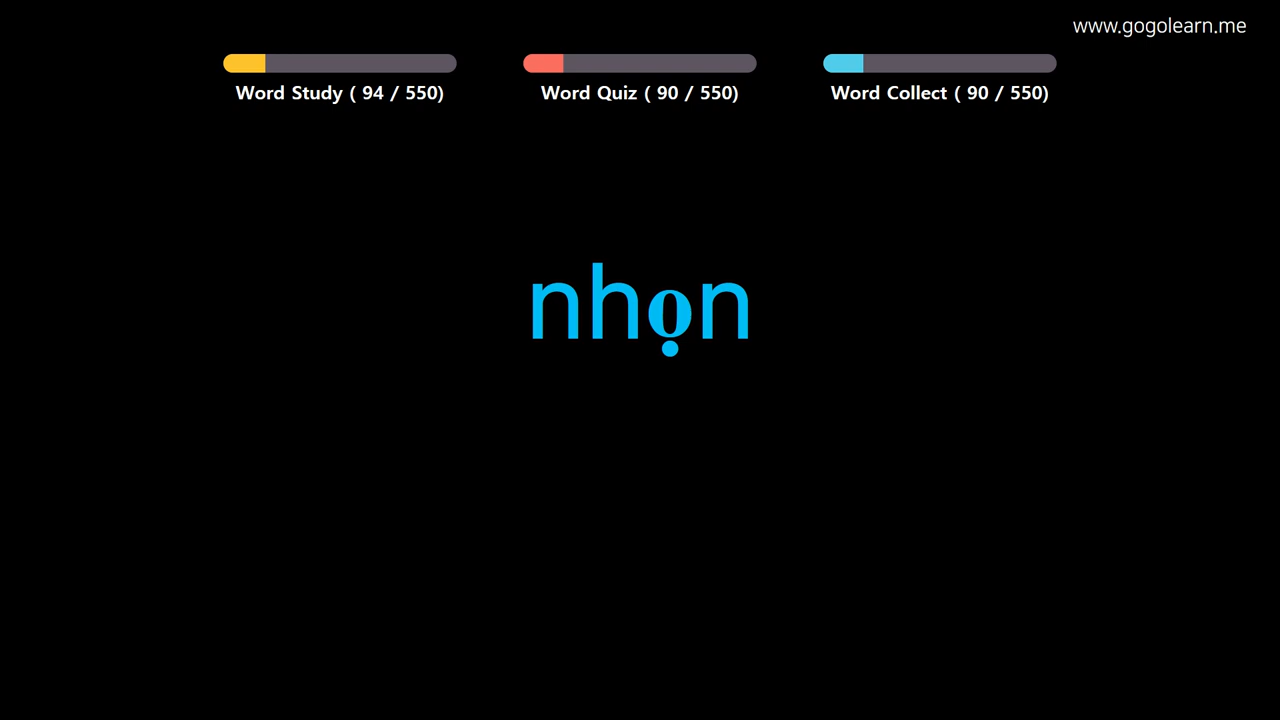 www.gogolearn.me
Word Study ( 94 / 550)
Word Quiz ( 90 / 550)
Word Collect ( 90 / 550)
nhọn